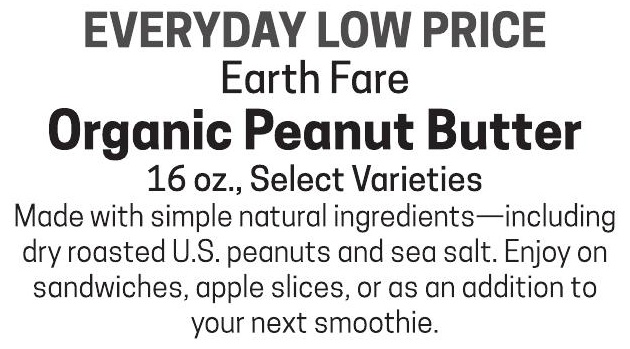 EVERYDAY LOW PRICE
Earth Fare
Organic Peanut Butter
16 oz., Select Varieties
Made with simple natural ingredients—including
dry roasted U.S. peanuts and sea salt. Enjoy on
sandwiches, apple slices, or as an addition to
your next smoothie.